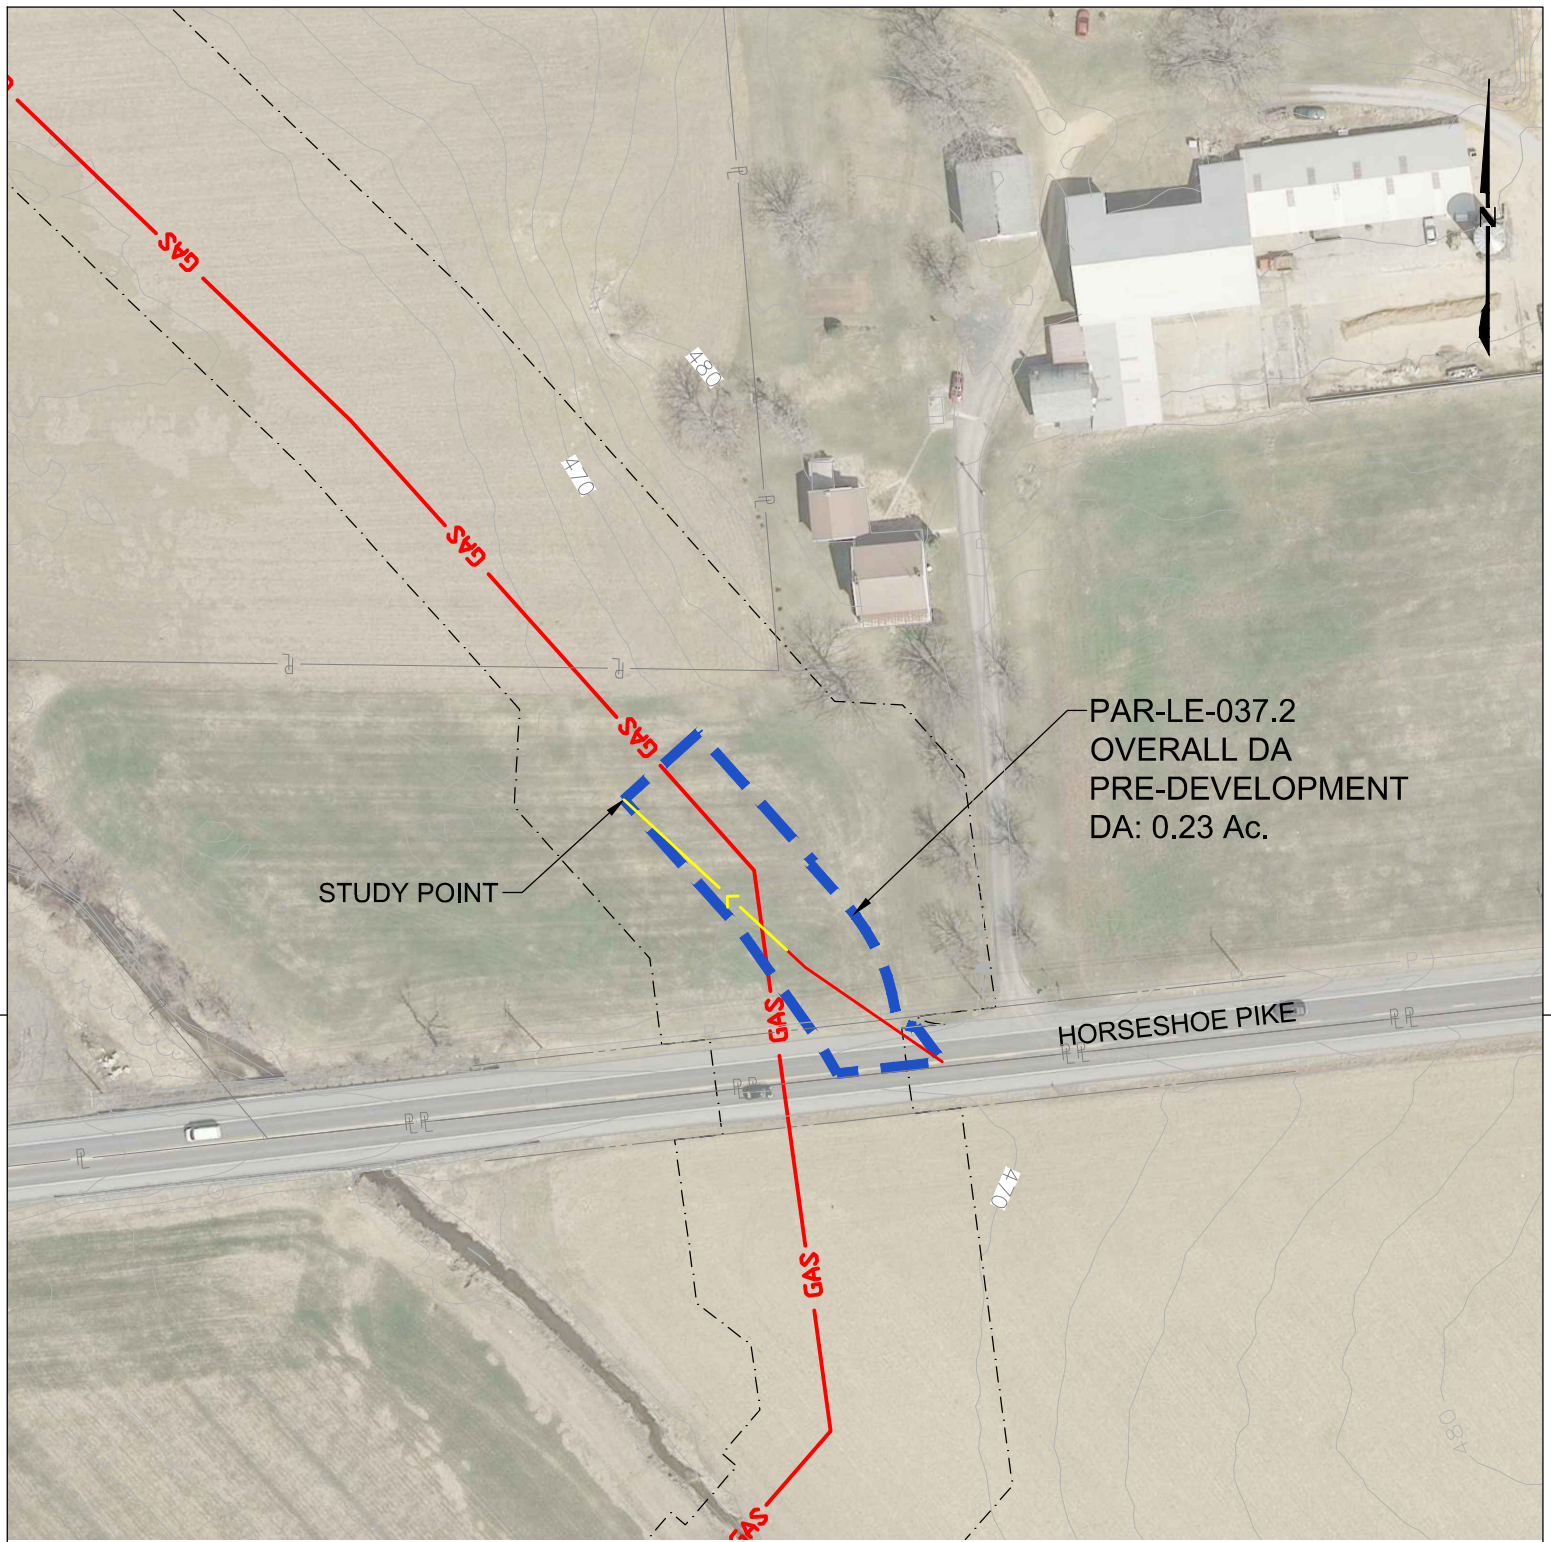 N
GAS
480
470
GAS
GAS
PAR-LE-037.2
OVERALL DA
PRE-DEVELOPMENT
DA: 0.23 Ac.
STUDY POINT
GAS
HORSESHOE PIKE
470
GAS
480
GAS